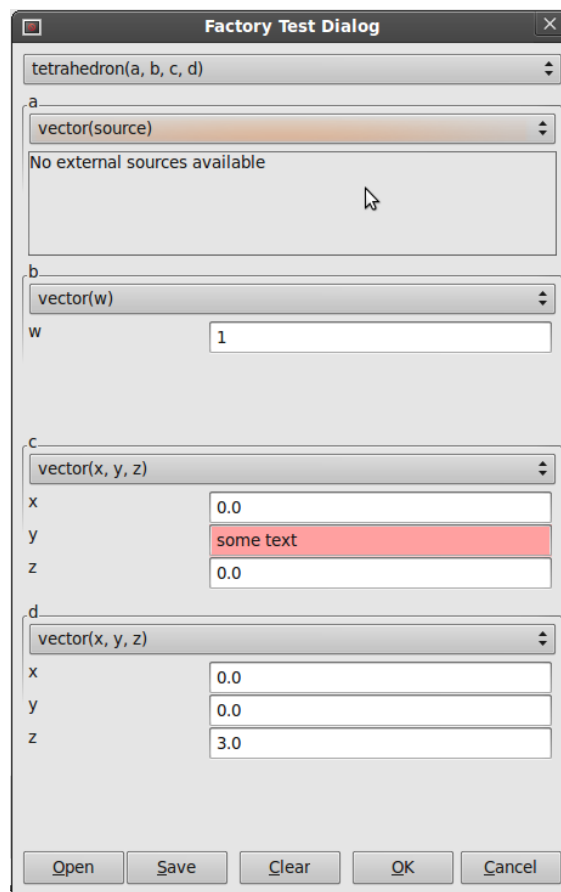 Factory Test Dialog
tetrahedron(a, b, c, d)
a
vector(source)
No external sources available
b
vector(w)
w 1
c
vector(x, y, z)
x 0.0
y some text
z 0.0
d
vector(x, y, z)
x 0.0
y 0.0
z 3.0
Open Save Clear OK Cancel